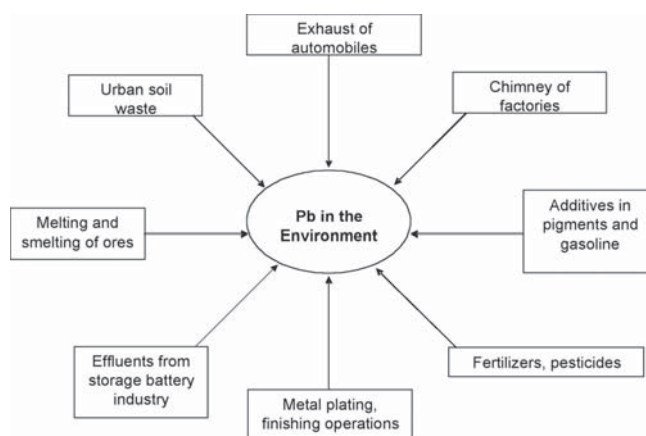 Exhaust of
automobiles
Urban soil
waste
Chimney of
factories
Pb in the
Environment
Melting and
smelting of ores
Additives in
pigments and
gasoline
Effluents from
storage battery
industry
Metal plating,
finishing operations
Fertilizers, pesticides